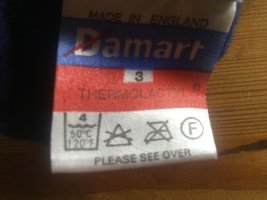 MADE IN ENGLAND
Damart
3
THERMOLACTYL®
4
50°C
120°F
F
PLEASE SEE OVER